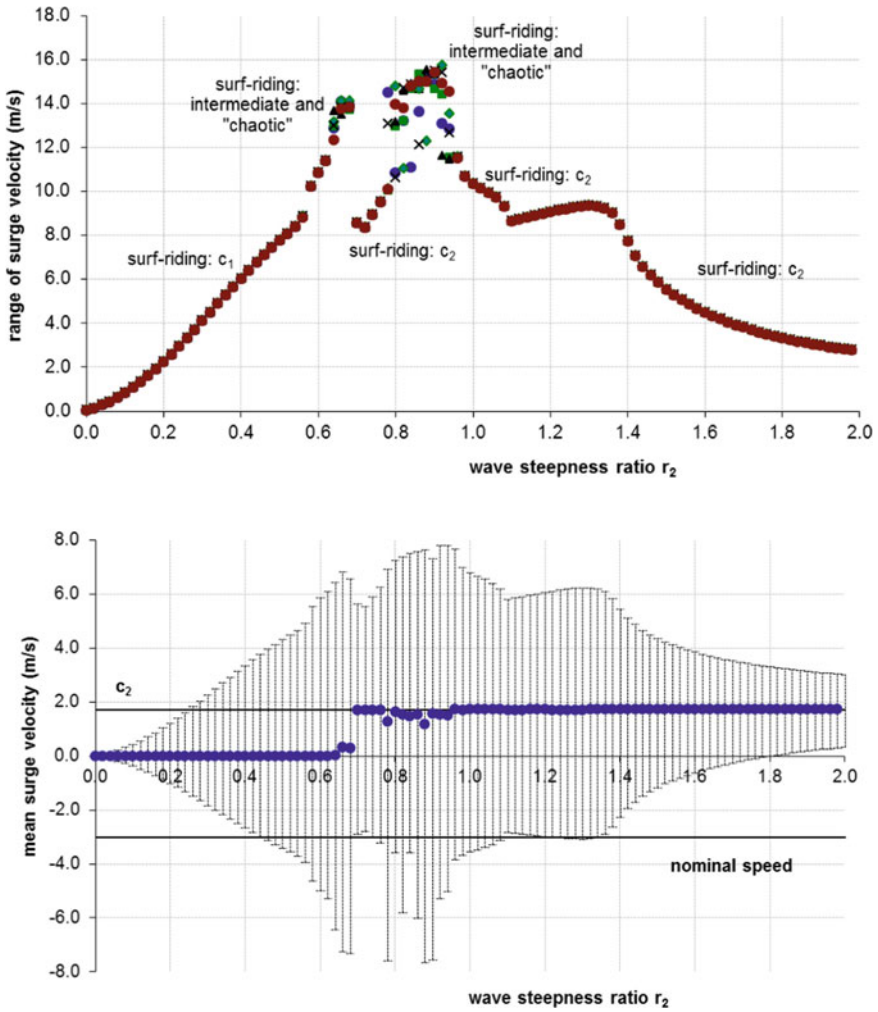 18.0
16.0
14.0
12.0
10.0
8.0
6.0
4.0
2.0
0.0
range of surge velocity (m/s)
surf-riding:
intermediate and
"chaotic"
surf-riding:
intermediate and
"chaotic"
surf-riding: c₂
surf-riding: c₁
surf-riding: c₂
surf-riding: c₂
0.0 0.2 0.4 0.6 0.8 1.0 1.2 1.4 1.6 1.8 2.0
wave steepness ratio r₂
8.0
6.0
4.0
2.0
0.0
-2.0
-4.0
-6.0
-8.0
mean surge velocity (m/s)
c₂
0.0 0.2 0.4 0.6 0.8 1.0 1.2 1.4 1.6 1.8 2.0
nominal speed
wave steepness ratio r₂